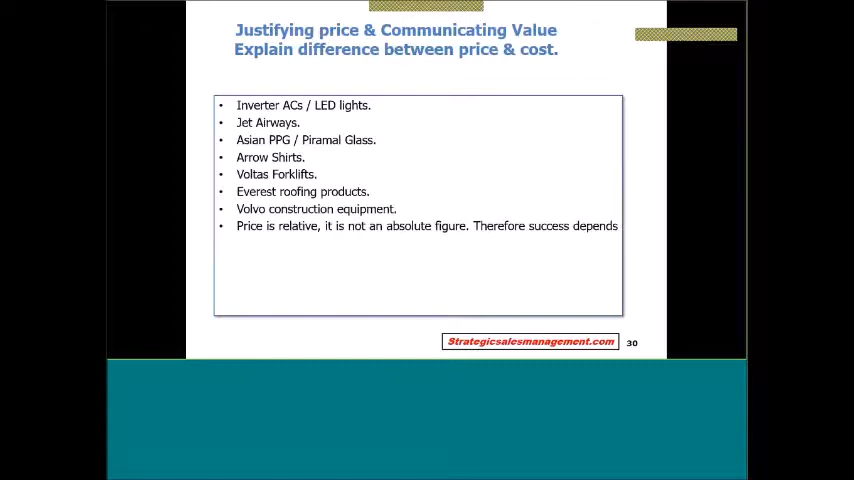 Justifying price & Communicating Value
Explain difference between price & cost.
• Inverter ACs / LED lights.
• Jet Airways.
• Asian PPG / Piramal Glass.
• Arrow Shirts.
• Voltas Forklifts.
• Everest roofing products.
• Volvo construction equipment.
• Price is relative, it is not an absolute figure. Therefore success depends
Strategicsalesmanagement.com
30